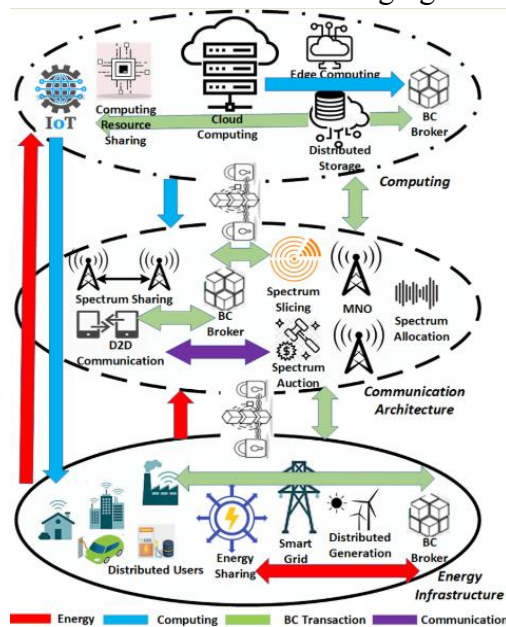 Edge Computing
IoT
Computing
Resource
Sharing
Cloud
Computing
Distributed
Storage
BC
Broker
Computing
Spectrum Sharing
BC
Broker
Spectrum
Slicing
MNO
Spectrum
Allocation
D2D
Communication
Spectrum
Auction
Communication
Architecture
Distributed Users
Energy
Sharing
Smart
Grid
Distributed
Generation
BC
Broker
Energy
Infrastructure
Energy
Computing
BC Transaction
Communication